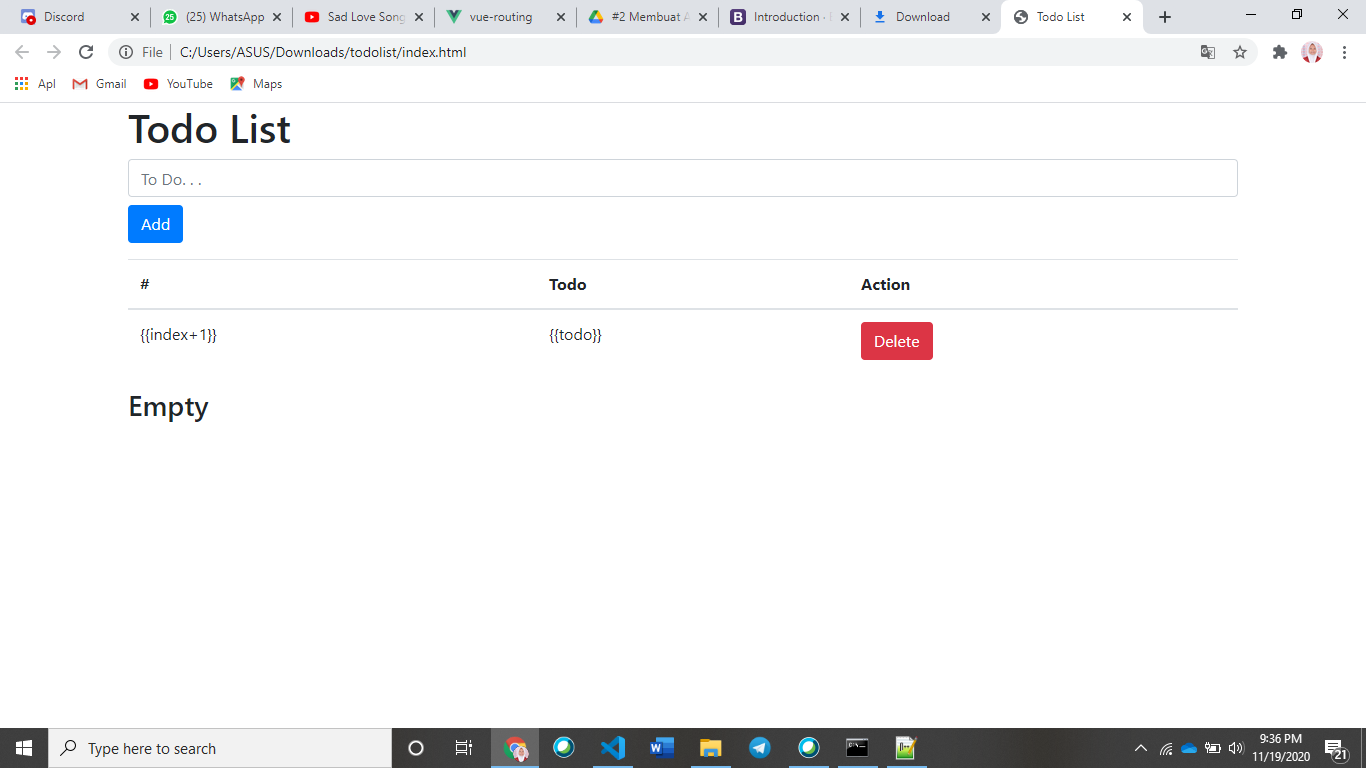 Discord
(25) WhatsApp
Sad Love Song
vue-routing
#2 Membuat A
Introduction ·
Download
Todo List
File
C:/Users/ASUS/Downloads/todolist/index.html
Apl
Gmail
YouTube
Maps
Todo List
To Do. . .
Add
# Todo Action
{{index+1}} {{todo}} Delete
Empty
Type here to search
9:36 PM
11/19/2020
21